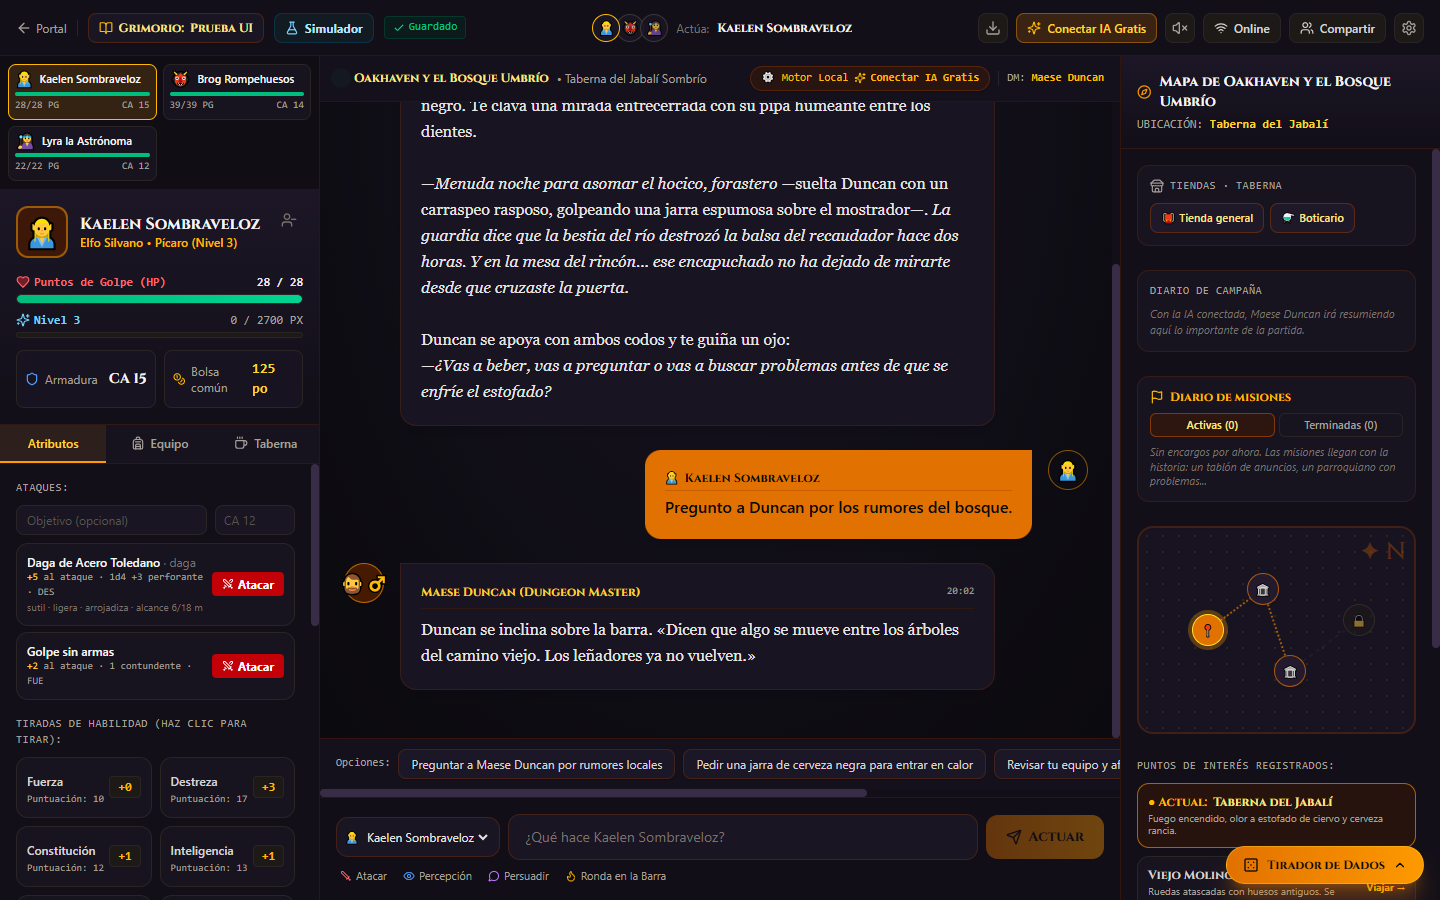 Portal
Grimorio: Prueba UI
Simulador
Guardado
Actúa: Kaelen Sombraveloz
Conectar IA Gratis
Online
Compartir
Kaelen Sombraveloz
28/28 PG CA 15
Brog Rompehuesos
39/39 PG CA 14
Lyra la Astrónoma
22/22 PG CA 12
Kaelen Sombraveloz
Elfo Silvano • Pícaro (Nivel 3)
Puntos de Golpe (HP) 28 / 28
Nivel 3 0 / 2700 PX
Armadura CA 15
Bolsa común 125 po
Atributos
Equipo
Taberna
ATAQUES:
Objetivo (opcional)
CA 12
Daga de Acero Toledano · daga
+5 al ataque · 1d4 +3 perforante
· DES
sutil · ligera · arrojadiza · alcance 6/18 m
Atacar
Golpe sin armas
+2 al ataque · 1 contundente ·
FUE
Atacar
TIRADAS DE HABILIDAD (HAZ CLIC PARA
TIRAR):
Fuerza
Puntuación: 10
+0
Destreza
Puntuación: 17
+3
Constitución
Puntuación: 12
+1
Inteligencia
Puntuación: 13
+1
Oakhaven y el Bosque Umbrío • Taberna del Jabalí Sombrío
Motor Local Conectar IA Gratis
DM: Maese Duncan
negro. Te clava una mirada entrecerrada con su pipa humeante entre los
dientes.
—Menuda noche para asomar el hocico, forastero —suelta Duncan con un
carraspeo rasposo, golpeando una jarra espumosa sobre el mostrador—. La
guardia dice que la bestia del río destrozó la balsa del recaudador hace dos
horas. Y en la mesa del rincón... ese encapuchado no ha dejado de mirarte
desde que cruzaste la puerta.
Duncan se apoya con ambos codos y te guiña un ojo:
—¿Vas a beber, vas a preguntar o vas a buscar problemas antes de que se
enfríe el estofado?
Kaelen Sombraveloz
Pregunto a Duncan por los rumores del bosque.
Maese Duncan (Dungeon Master) 20:02
Duncan se inclina sobre la barra. «Dicen que algo se mueve entre los árboles
del camino viejo. Los leñadores ya no vuelven.»
Opciones:
Preguntar a Maese Duncan por rumores locales
Pedir una jarra de cerveza negra para entrar en calor
Revisar tu equipo y af
Kaelen Sombraveloz
¿Qué hace Kaelen Sombraveloz?
Actuar
Atacar
Percepción
Persuadir
Ronda en la Barra
Mapa de Oakhaven y el Bosque
Umbrío
UBICACIÓN: Taberna del Jabalí
TIENDAS · TABERNA
Tienda general
Boticario
DIARIO DE CAMPAÑA
Con la IA conectada, Maese Duncan irá resumiendo
aquí lo importante de la partida.
Diario de misiones
Activas (0)
Terminadas (0)
Sin encargos por ahora. Las misiones llegan con la
historia: un tablón de anuncios, un parroquiano con
problemas...
N
PUNTOS DE INTERÉS REGISTRADOS:
● Actual: Taberna del Jabalí
Fuego encendido, olor a estofado de ciervo y cerveza
rancia.
Viejo Molino
Ruedas atascadas con huesos antiguos. Se
Viajar →
Tirador de Dados